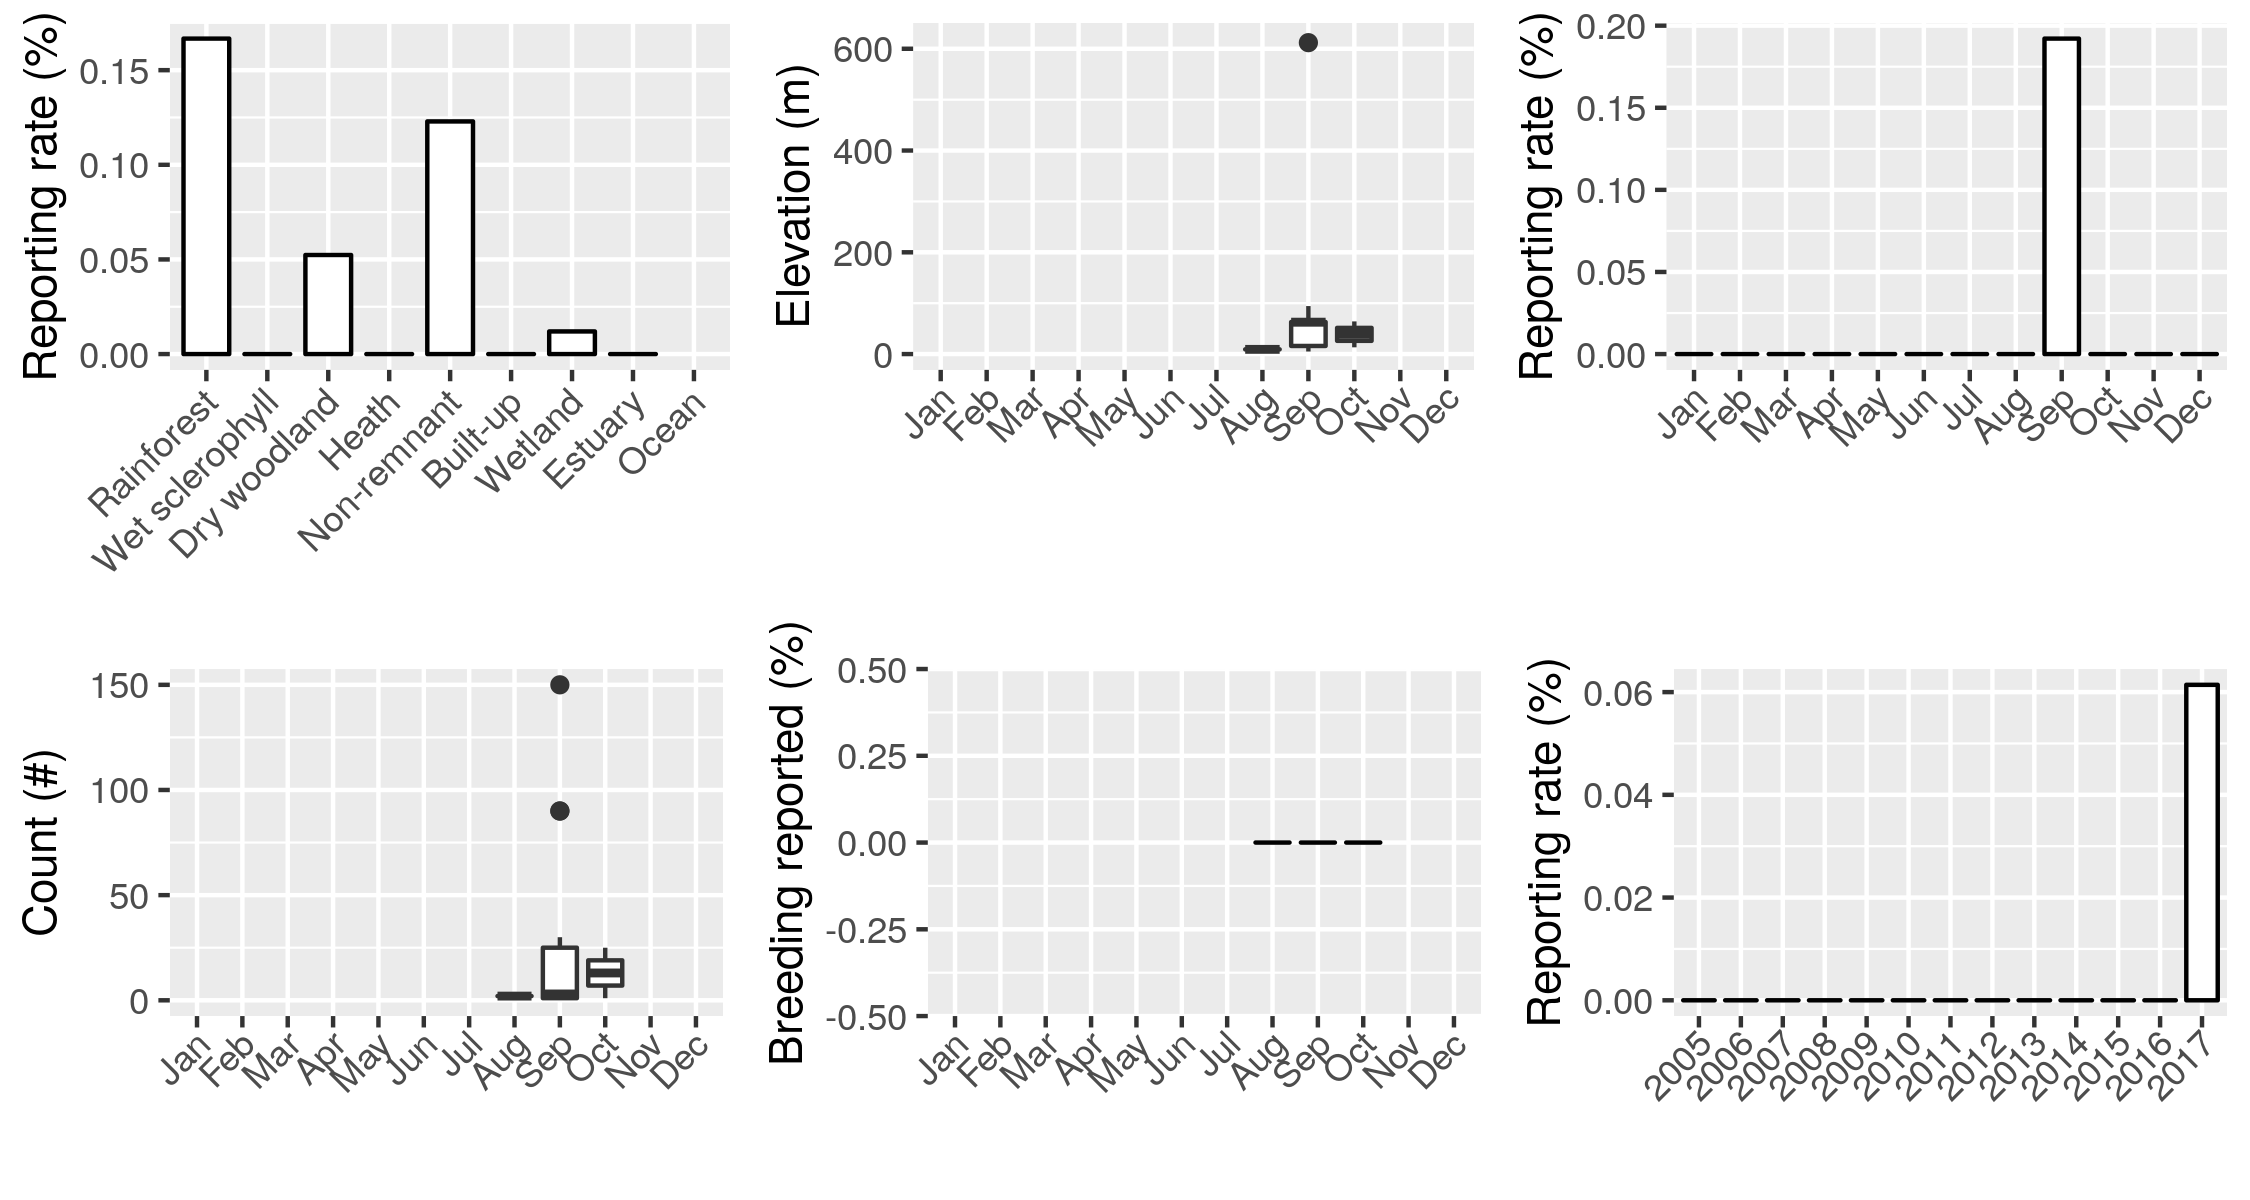 Reporting rate (%)
0.15
0.10
0.05
0.00
Rainforest
Wet sclerophyll
Dry woodland
Heath
Non-remnant
Built-up
Wetland
Estuary
Ocean
Elevation (m)
600
400
200
0
Jan
Feb
Mar
Apr
May
Jun
Jul
Aug
Sep
Oct
Nov
Dec
Reporting rate (%)
0.20
0.15
0.10
0.05
0.00
Jan
Feb
Mar
Apr
May
Jun
Jul
Aug
Sep
Oct
Nov
Dec
Count (#)
150
100
50
0
Jan
Feb
Mar
Apr
May
Jun
Jul
Aug
Sep
Oct
Nov
Dec
Breeding reported (%)
0.50
0.25
0.00
-0.25
-0.50
Jan
Feb
Mar
Apr
May
Jun
Jul
Aug
Sep
Oct
Nov
Dec
Reporting rate (%)
0.06
0.04
0.02
0.00
2005
2006
2007
2008
2009
2010
2011
2012
2013
2014
2015
2016
2017